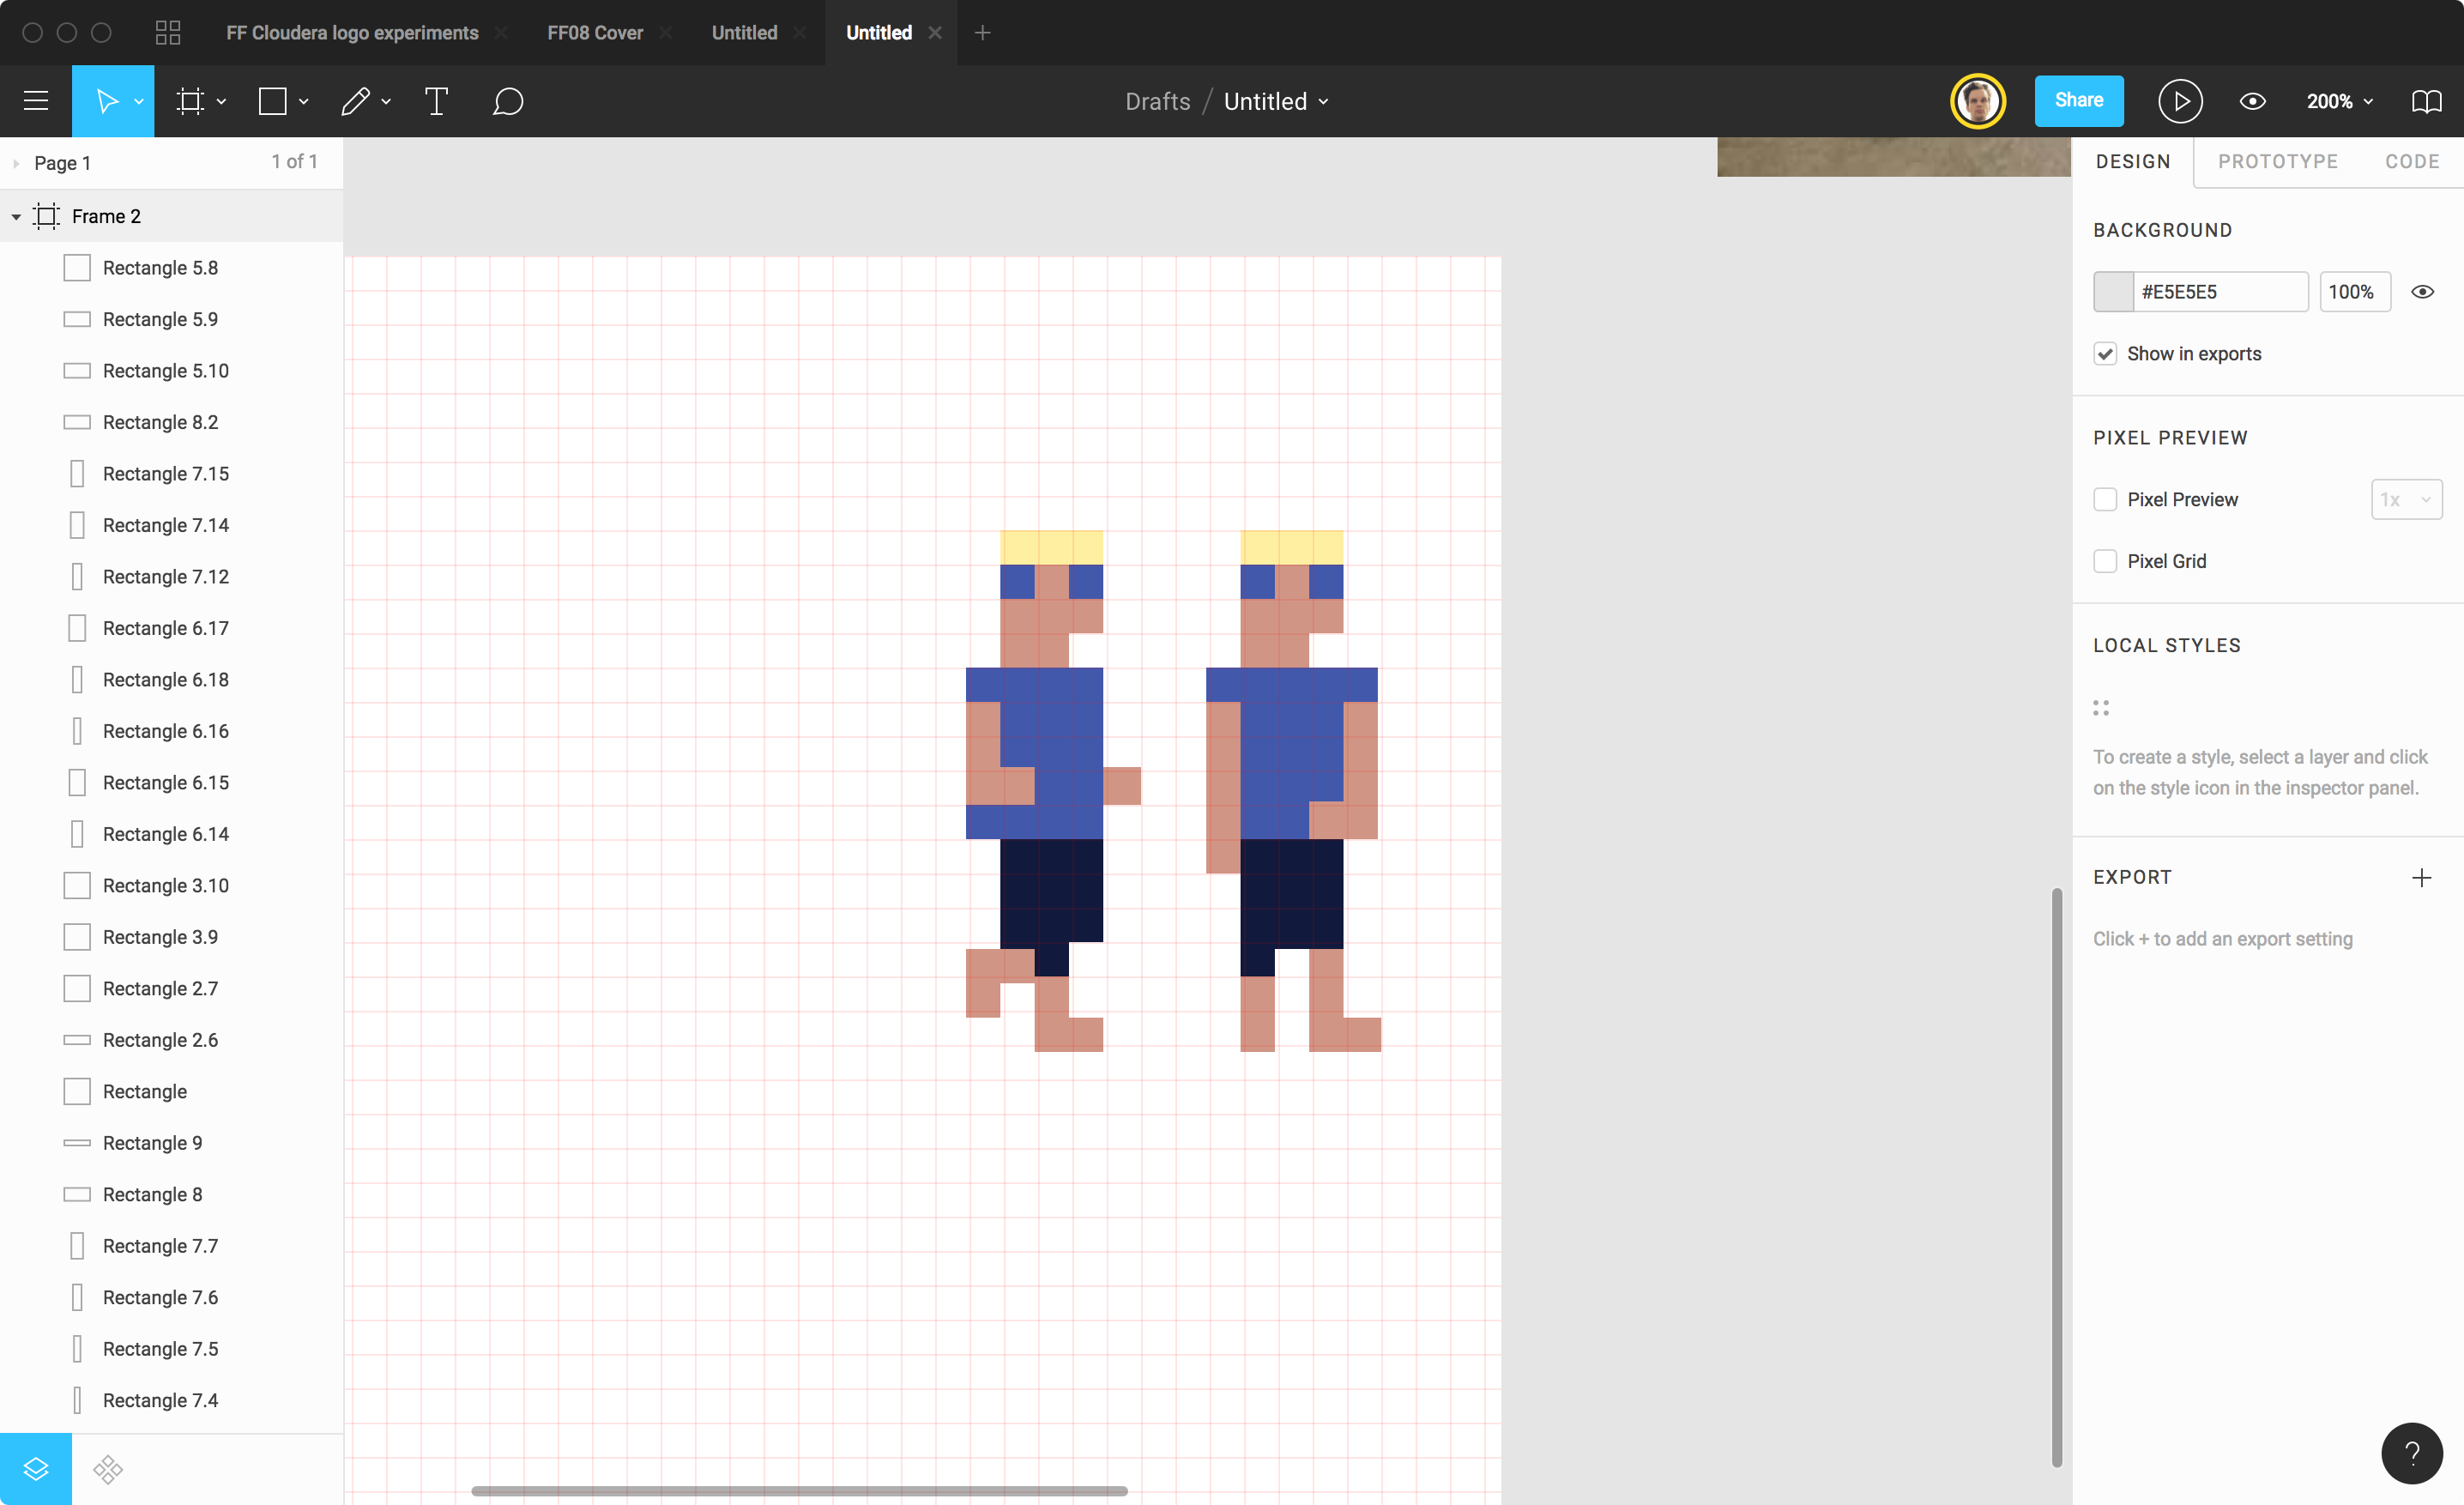 FF Cloudera logo experiments
FF08 Cover
Untitled
Untitled
Drafts / Untitled
Share
200%
Page 1
1 of 1
Frame 2
Rectangle 5.8
Rectangle 5.9
Rectangle 5.10
Rectangle 8.2
Rectangle 7.15
Rectangle 7.14
Rectangle 7.12
Rectangle 6.17
Rectangle 6.18
Rectangle 6.16
Rectangle 6.15
Rectangle 6.14
Rectangle 3.10
Rectangle 3.9
Rectangle 2.7
Rectangle 2.6
Rectangle
Rectangle 9
Rectangle 8
Rectangle 7.7
Rectangle 7.6
Rectangle 7.5
Rectangle 7.4
DESIGN
PROTOTYPE
CODE
BACKGROUND
#E5E5E5
100%
Show in exports
PIXEL PREVIEW
Pixel Preview
1x
Pixel Grid
LOCAL STYLES
To create a style, select a layer and click
on the style icon in the inspector panel.
EXPORT
Click + to add an export setting
?